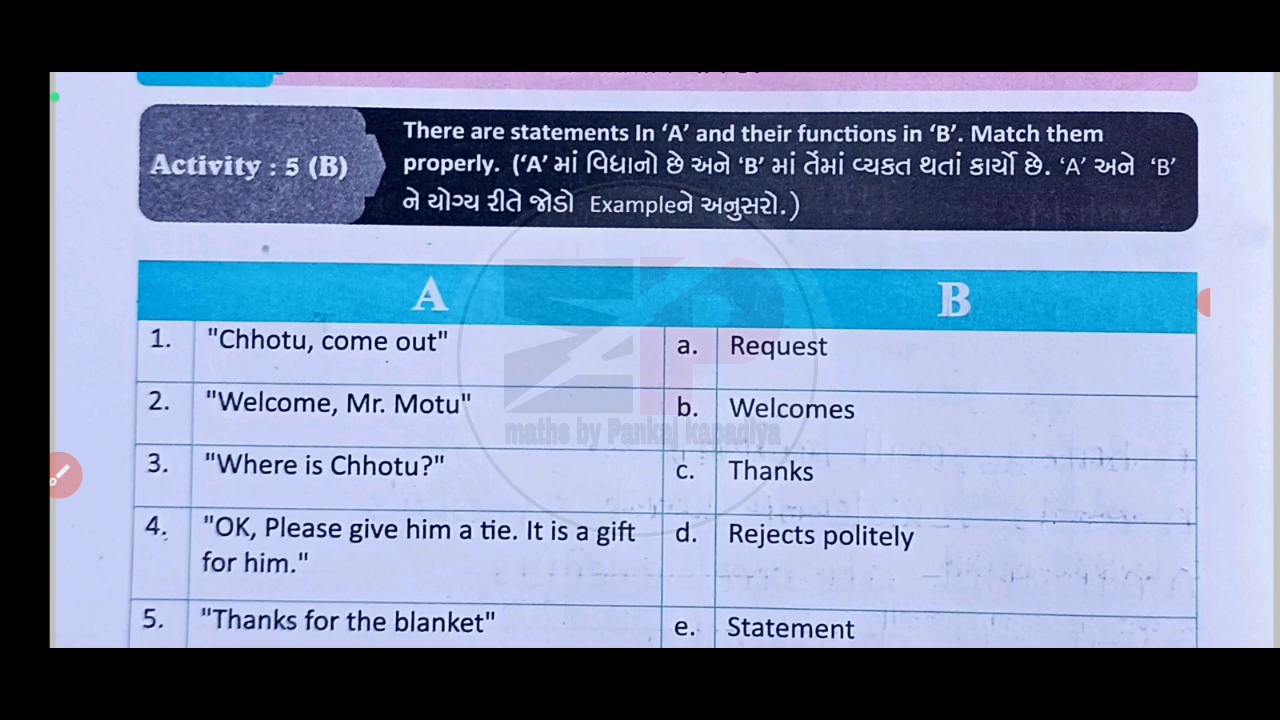 Activity : 5 (B)
There are statements In ‘A’ and their functions in ‘B’. Match them
properly. (‘A’ માં વિધાનો છે અને ‘B’ માં તેંમાં વ્યકત થતાં કાર્યો છે. ‘A’ અને ‘B’
ને યોગ્ય રીતે જોડો Exampleને અનુસરો.)
A B
1. "Chhotu, come out" a. Request
2. "Welcome, Mr. Motu" b. Welcomes
3. "Where is Chhotu?" c. Thanks
4. "OK, Please give him a tie. It is a gift d. Rejects politely
for him."
5. "Thanks for the blanket" e. Statement
maths by Pankaj kapadiya